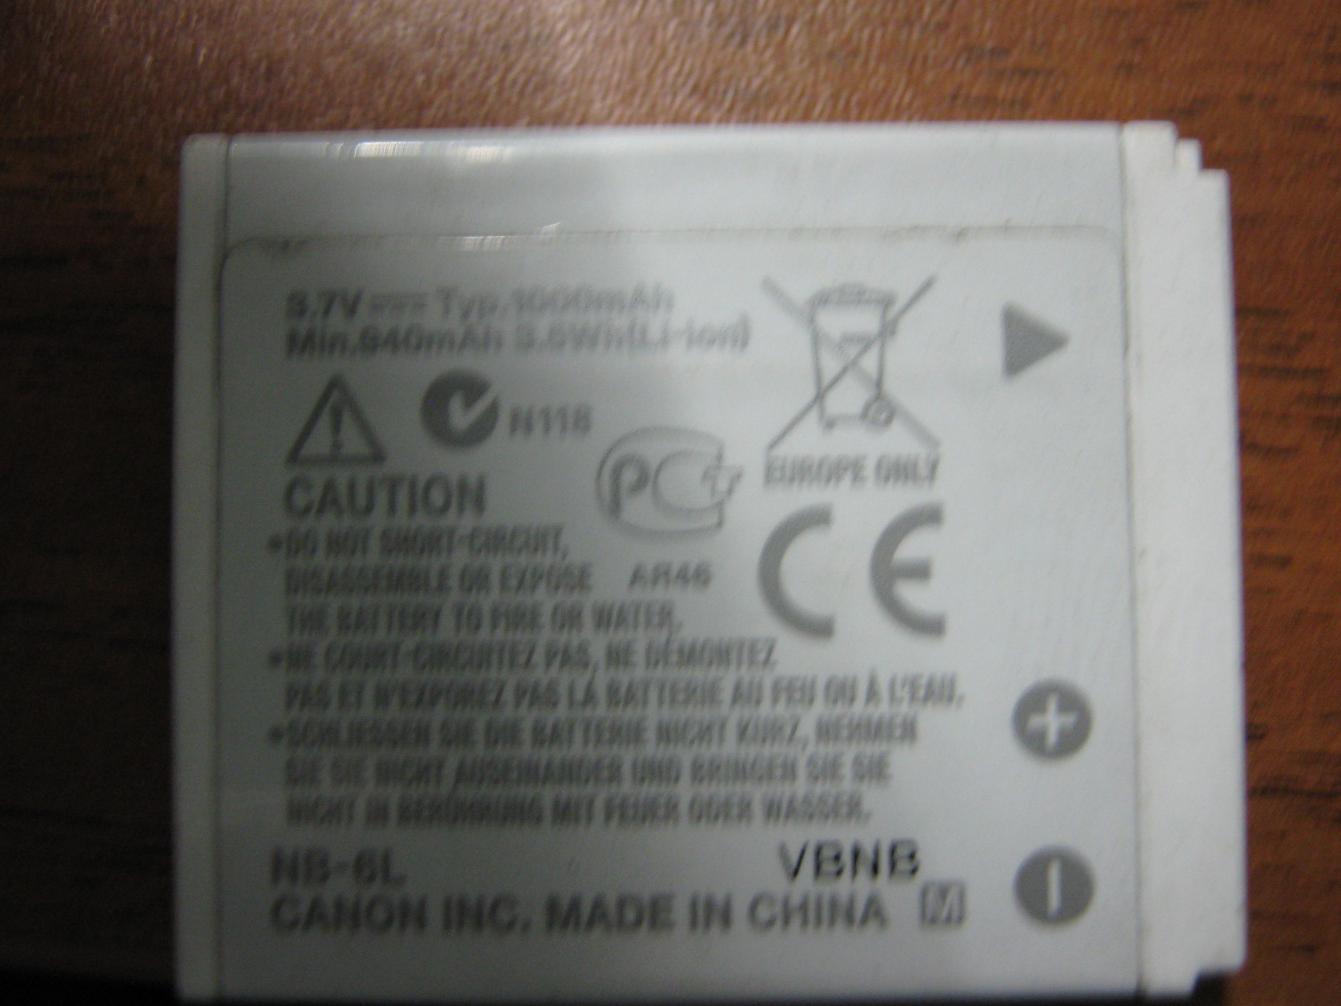 3.7V Typ.1000mAh
Min.940mAh 3.6Wh(Li-ion)
N118
PCT
EUROPE ONLY
CAUTION
CE
•DO NOT SHORT-CIRCUIT,
DISASSEMBLE OR EXPOSE
AR46
THE BATTERY TO FIRE OR WATER.
•NE COURT-CIRCUITEZ PAS, NE DÉMONTEZ
PAS ET N'EXPOREZ PAS LA BATTERIE AU FEU OU À L'EAU.
•SCHLIESSEN SIE DIE BATTERIE NICHT KURZ, NEHMEN
SIE SIE NICHT AUSEINANDER UND BRINGEN SIE SIE
NICHT IN BERÜHRUNG MIT FEUER ODER WASSER.
NB-6L
VBNB
CANON INC. MADE IN CHINA M